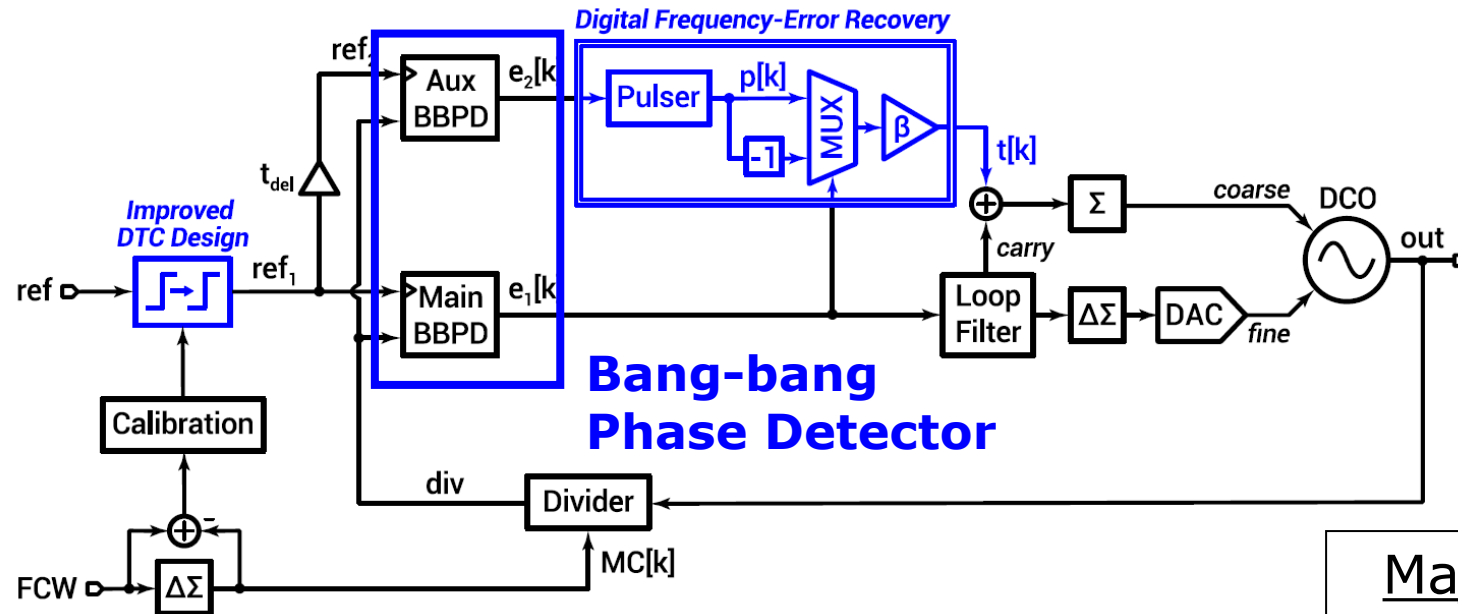 Digital Frequency-Error Recovery
ref₂
Aux
BBPD
e₂[k
Pulser
p[k]
-1
MUX
β
t[k]
t_del
Improved
DTC Design
ref
ref₁
Main
BBPD
e₁[k]
carry
Σ
coarse
DCO
out
Loop
Filter
ΔΣ
DAC
fine
Bang-bang
Phase Detector
Calibration
div
Divider
MC[k]
FCW
ΔΣ
-
Ma